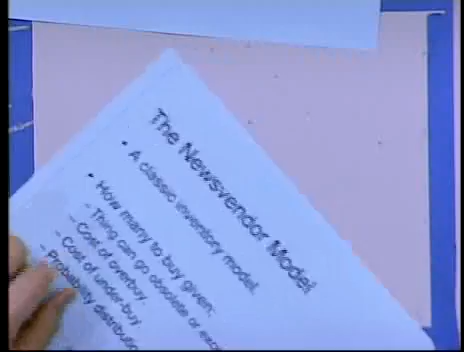 The Newsvendor Model
• A classic inventory model.
• How many to buy given:
– Thing can go obsolete or
– Cost of overbuy.
– Cost of under-buy.
– Probability